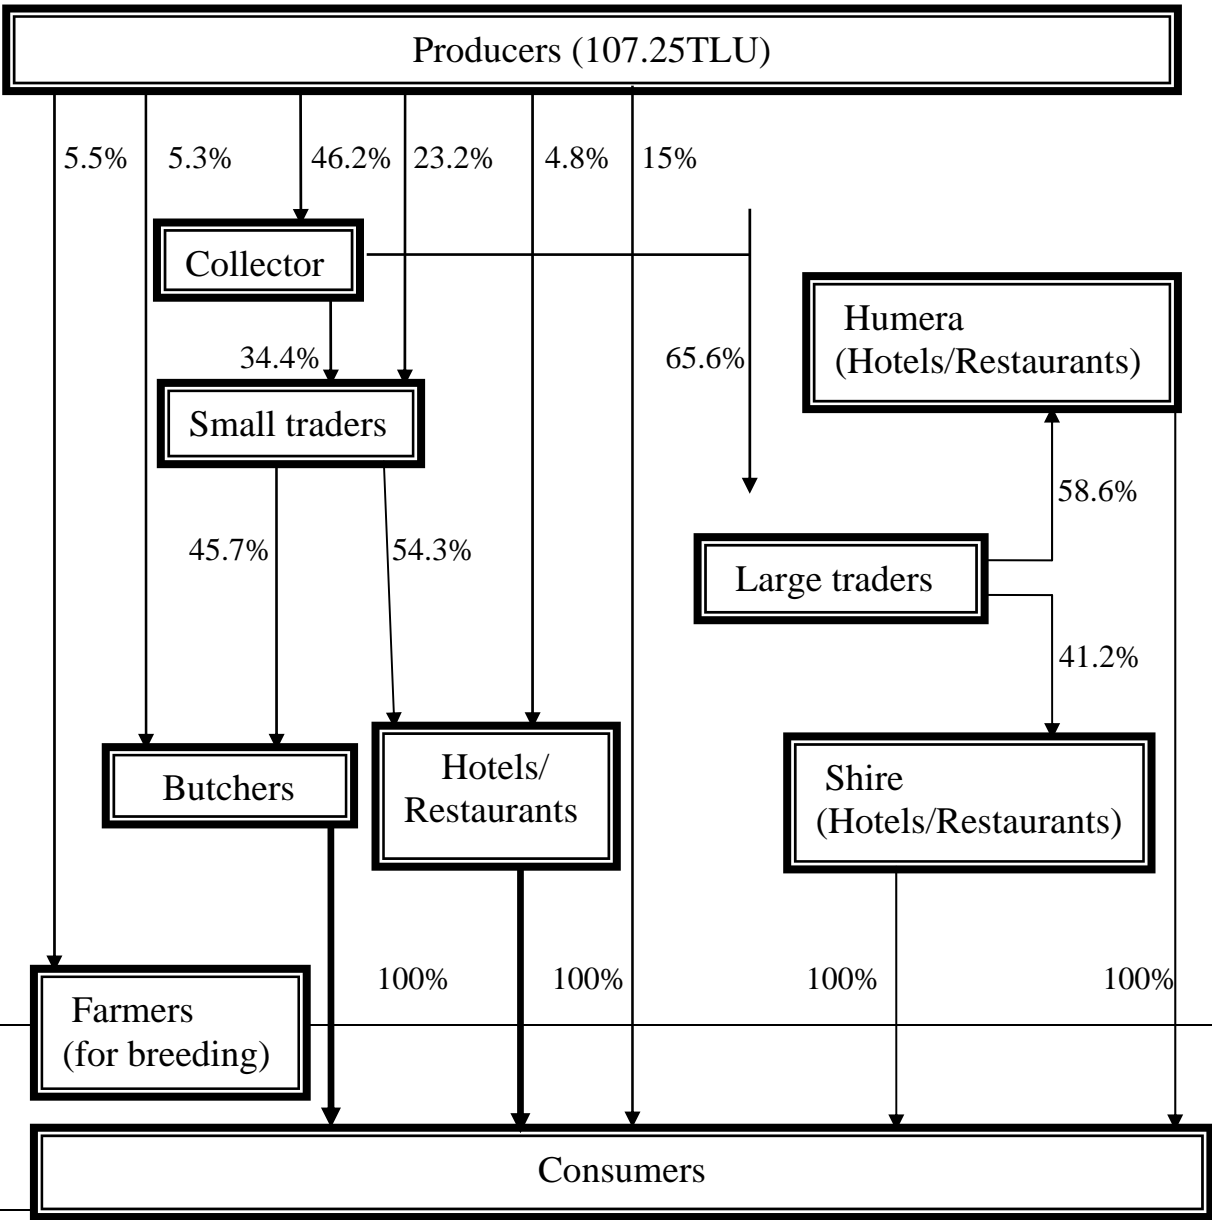 Producers (107.25TLU)
5.5%
5.3%
46.2%
23.2%
4.8%
15%
Collector
Humera
(Hotels/Restaurants)
34.4%
65.6%
Small traders
58.6%
45.7%
54.3%
Large traders
41.2%
Hotels/
Restaurants
Butchers
Shire
(Hotels/Restaurants)
100%
100%
100%
100%
Farmers
(for breeding)
Consumers